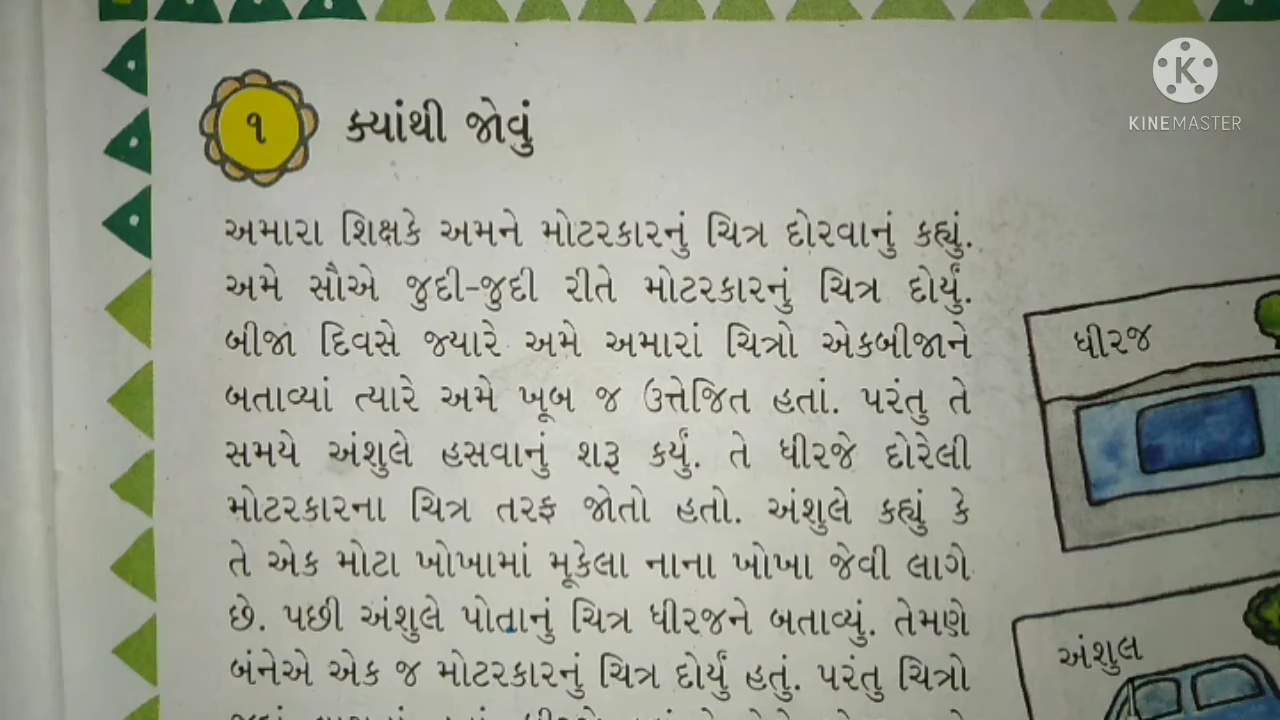 ૧ ક્યાંથી જોવું
K
KINEMASTER
અમારા શિક્ષકે અમને મોટરકારનું ચિત્ર દોરવાનું કહ્યું.
અમે સૌએ જુદી-જુદી રીતે મોટરકારનું ચિત્ર દોર્યું.
બીજા દિવસે જ્યારે અમે અમારાં ચિત્રો એકબીજાને
બતાવ્યાં ત્યારે અમે ખૂબ જ ઉત્તેજિત હતાં. પરંતુ તે
સમયે અંશુલે હસવાનું શરૂ કર્યું. તે ધીરજે દોરેલી
મોટરકારના ચિત્ર તરફ જોતો હતો. અંશુલે કહ્યું કે
તે એક મોટા ખોખામાં મૂકેલા નાના ખોખા જેવી લાગે
છે. પછી અંશુલે પોતાનું ચિત્ર ધીરજને બતાવ્યું. તેમણે
બંનેએ એક જ મોટરકારનું ચિત્ર દોર્યું હતું. પરંતુ ચિત્રો
ધીરજ
અંશુલ